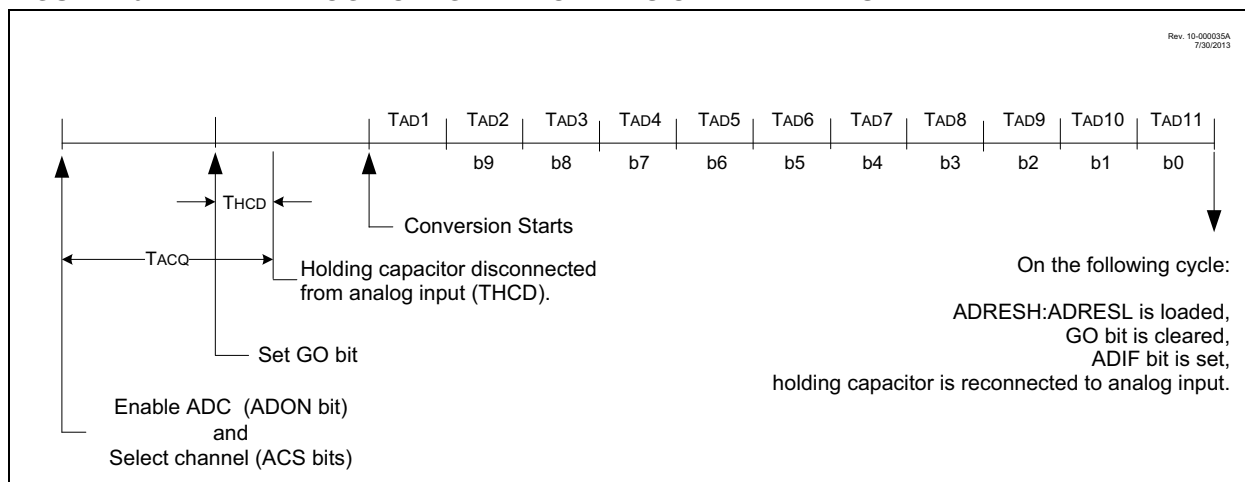 Rev. 10-000035A
7/30/2013
TAD1 TAD2 TAD3 TAD4 TAD5 TAD6 TAD7 TAD8 TAD9 TAD10 TAD11
b9 b8 b7 b6 b5 b4 b3 b2 b1 b0
THCD
Conversion Starts
TACQ
Holding capacitor disconnected
from analog input (THCD).
On the following cycle:
ADRESH:ADRESL is loaded,
GO bit is cleared,
ADIF bit is set,
holding capacitor is reconnected to analog input.
Set GO bit
Enable ADC (ADON bit)
and
Select channel (ACS bits)